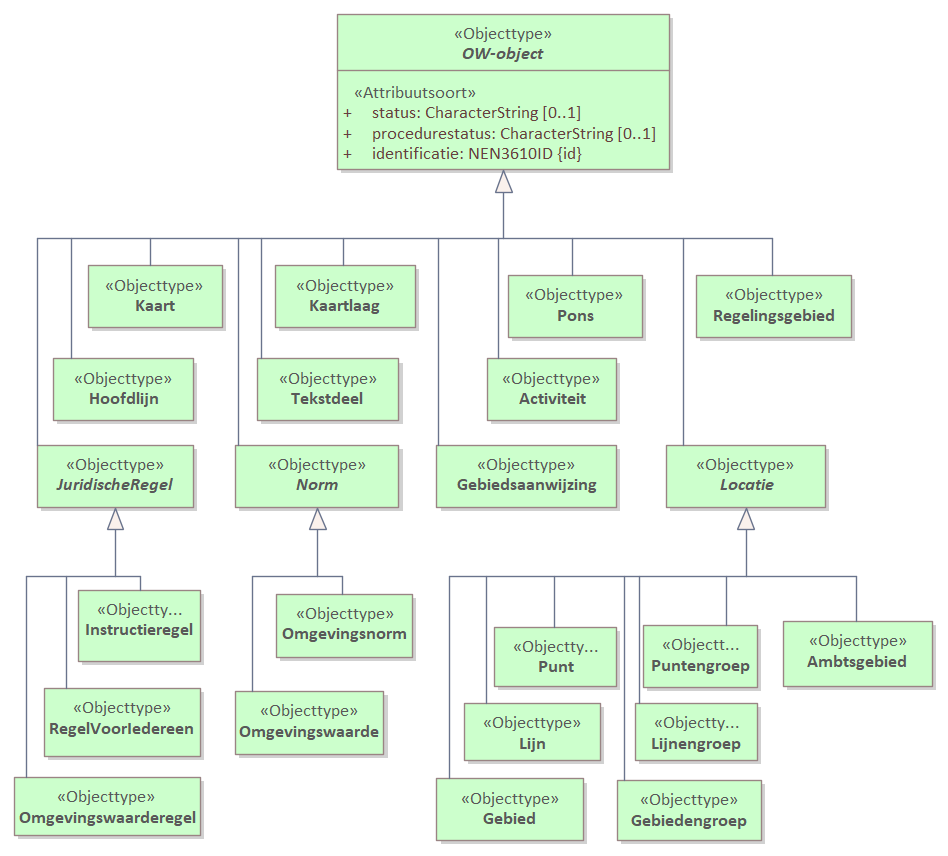 «Objecttype»
OW-object
«Attribuutsoort»
+ status: CharacterString [0..1]
+ procedurestatus: CharacterString [0..1]
+ identificatie: NEN3610ID {id}
«Objecttype»
Kaart
«Objecttype»
Kaartlaag
«Objecttype»
Pons
«Objecttype»
Regelingsgebied
«Objecttype»
Hoofdlijn
«Objecttype»
Tekstdeel
«Objecttype»
Activiteit
«Objecttype»
JuridischeRegel
«Objecttype»
Norm
«Objecttype»
Gebiedsaanwijzing
«Objecttype»
Locatie
«Objectty...
Instructieregel
«Objecttype»
Omgevingsnorm
«Objectty...
Punt
«Objectt...
Puntengroep
«Objecttype»
Ambtsgebied
«Objecttype»
RegelVoorIedereen
«Objecttype»
Omgevingswaarde
«Objecttype»
Lijn
«Objectty...
Lijnengroep
«Objecttype»
Omgevingswaarderegel
«Objecttype»
Gebied
«Objecttype»
Gebiedengroep